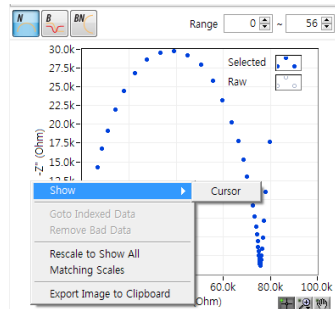 N B BN Range 0 ~ 56
30.0k
27.5k
25.0k
22.5k
20.0k
17.5k
15.0k
12.5k
-Z" (Ohm)
Selected
Raw
Show
Cursor
Goto Indexed Data
Remove Bad Data
Rescale to Show All
Matching Scales
Export Image to Clipboard
60.0k 80.0k 100.0k
(Ohm)